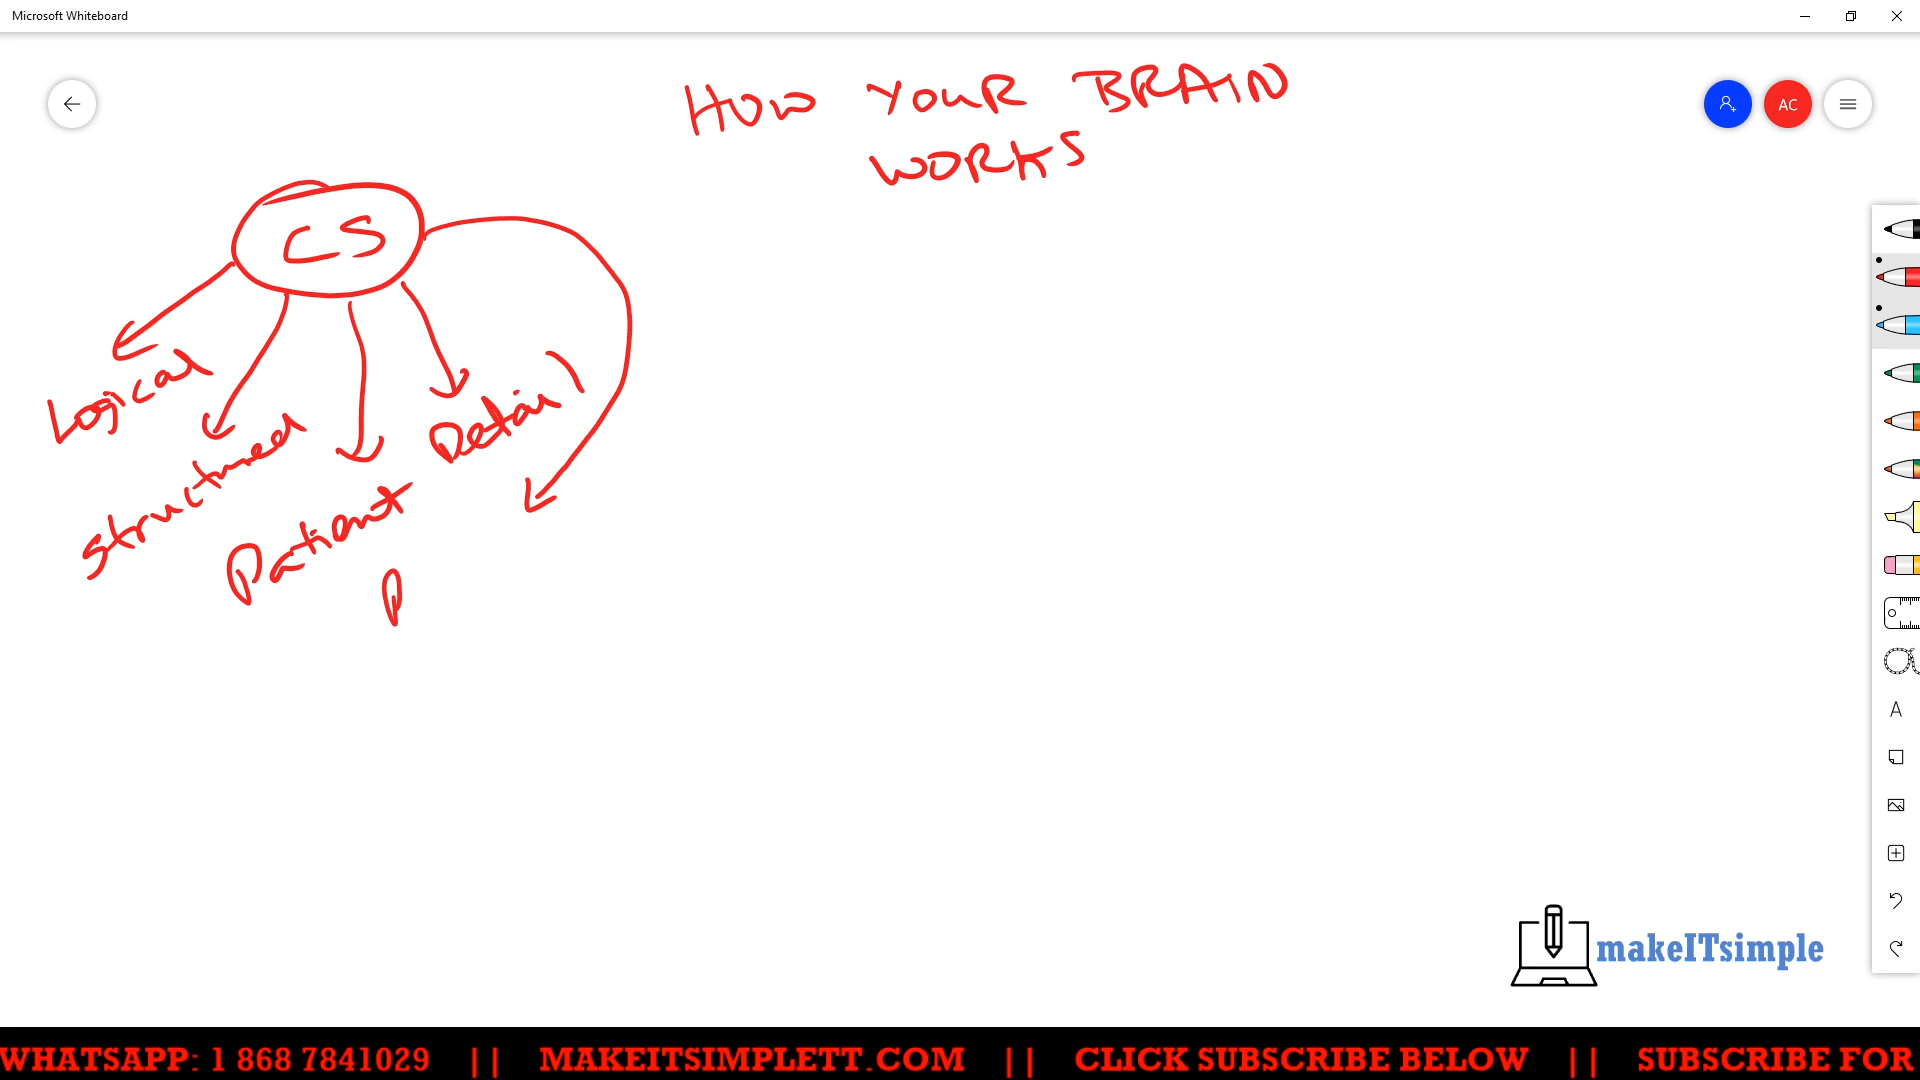 Microsoft Whiteboard
HOW YOUR BRAIN
WORKS
AC
CS
Logical
Structured
Patient
Detail
P
A
makeITsimple
WHATSAPP: 1 868 7841029 || MAKEITSIMPLETT.COM || CLICK SUBSCRIBE BELOW || SUBSCRIBE FOR